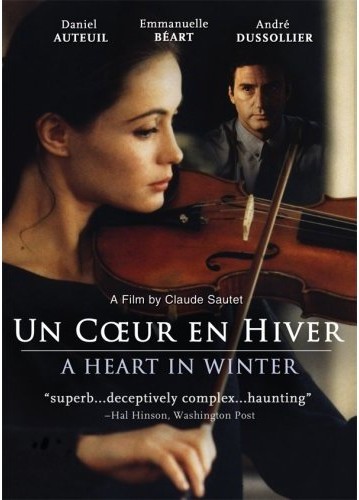 Daniel AUTEUIL
Emmanuelle BÉART
André DUSSOLLIER
A Film by Claude Sautet
UN CŒUR EN HIVER
A HEART IN WINTER
“superb...deceptively complex...haunting”
–Hal Hinson, Washington Post